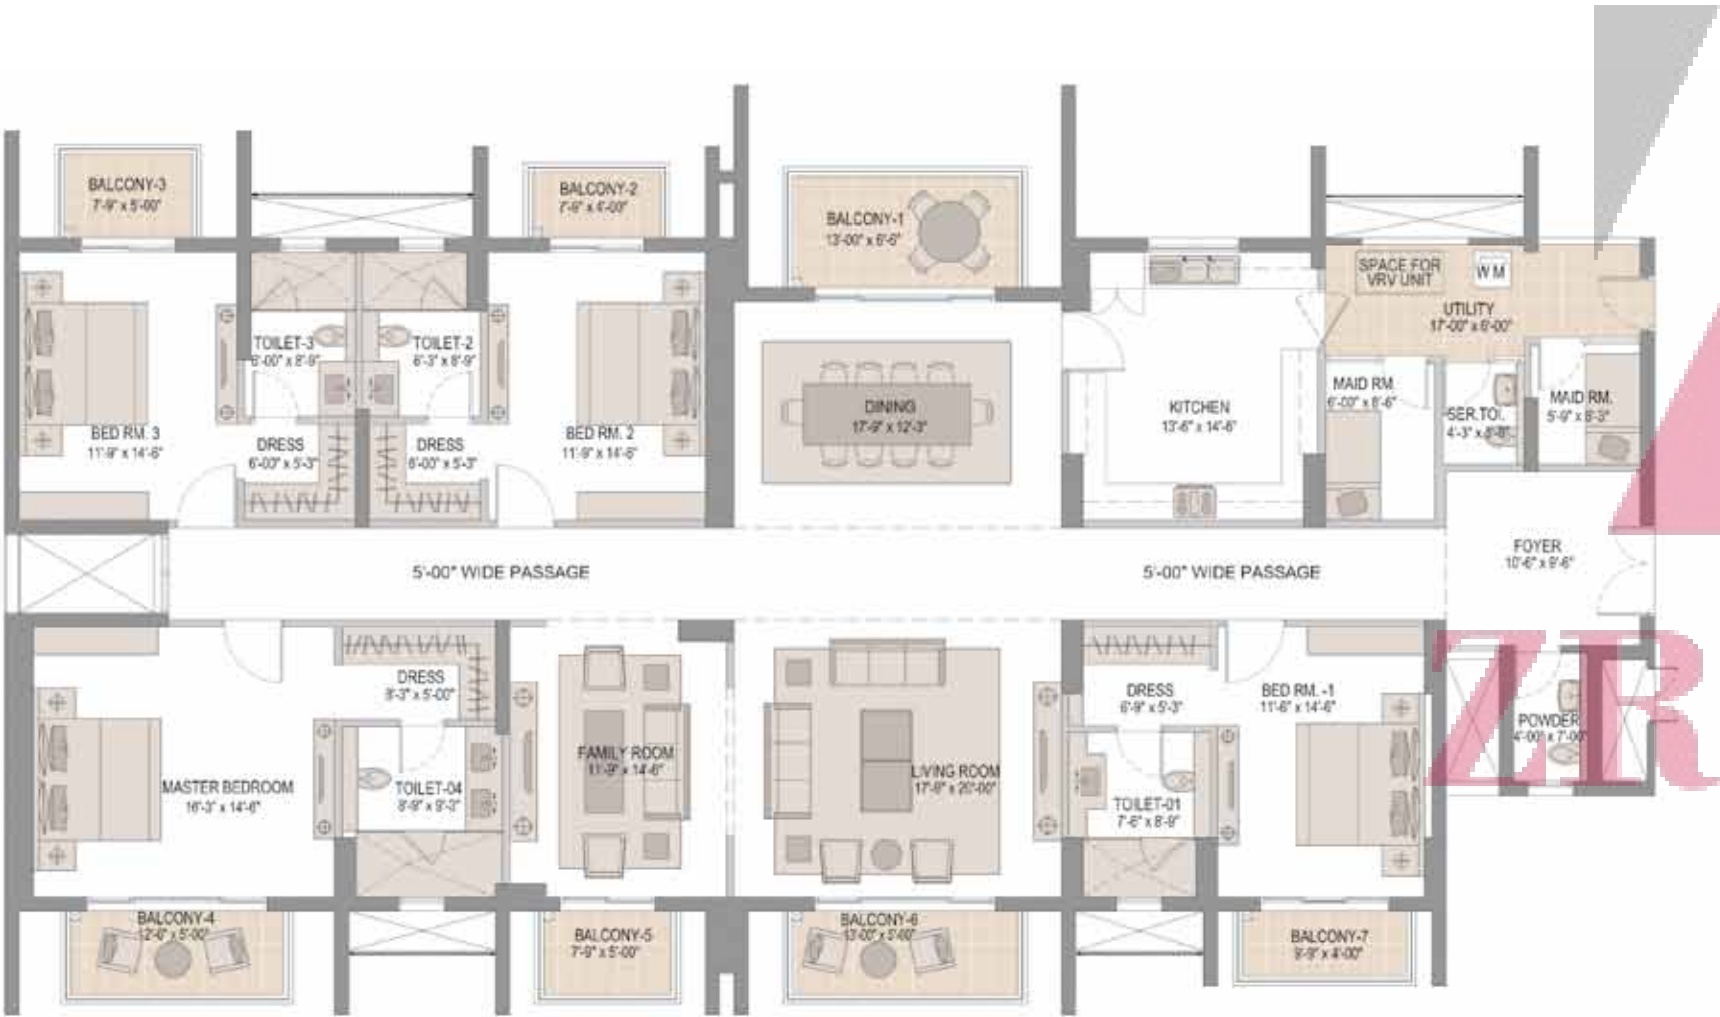 BALCONY-3
7'-9" x 5'-00"
BALCONY-2
7'-9" x 4'-00"
BALCONY-1
13'-00" x 6'-6"
SPACE FOR
VRV UNIT
W M
UTILITY
17'-00" x 6'-00"
TOILET-3
6'-00" x 8'-9"
TOILET-2
6'-3" x 8'-9"
BED RM. 3
11'-9" x 14'-6"
DRESS
6'-00" x 5'-3"
DRESS
6'-00" x 5'-3"
BED RM. 2
11'-9" x 14'-6"
DINING
17'-9" x 12'-3"
KITCHEN
13'-6" x 14'-6"
MAID RM.
6'-00" x 8'-6"
SER.TOI.
4'-3" x
MAID RM.
5'-9" x 8'-3"
5'-00" WIDE PASSAGE
5'-00" WIDE PASSAGE
FOYER
10'-6" x 9'-6"
ZR
MASTER BEDROOM
16'-3" x 14'-6"
DRESS
8'-3" x 5'-00"
TOILET-04
8'-9" x 9'-3"
FAMILY ROOM
11'-9" x 14'-6"
LIVING ROOM
17'-9" x 20'-00"
DRESS
6'-9" x 5'-3"
TOILET-01
7'-6" x 8'-9"
BED RM. -1
11'-6" x 14'-6"
POWDER
4'-00" x 7'-00"
BALCONY-4
12'-0" x 5'-00"
BALCONY-5
7'-9" x 5'-00"
BALCONY-6
13'-00" x 5'-00"
BALCONY-7
9'-9" x 4'-00"